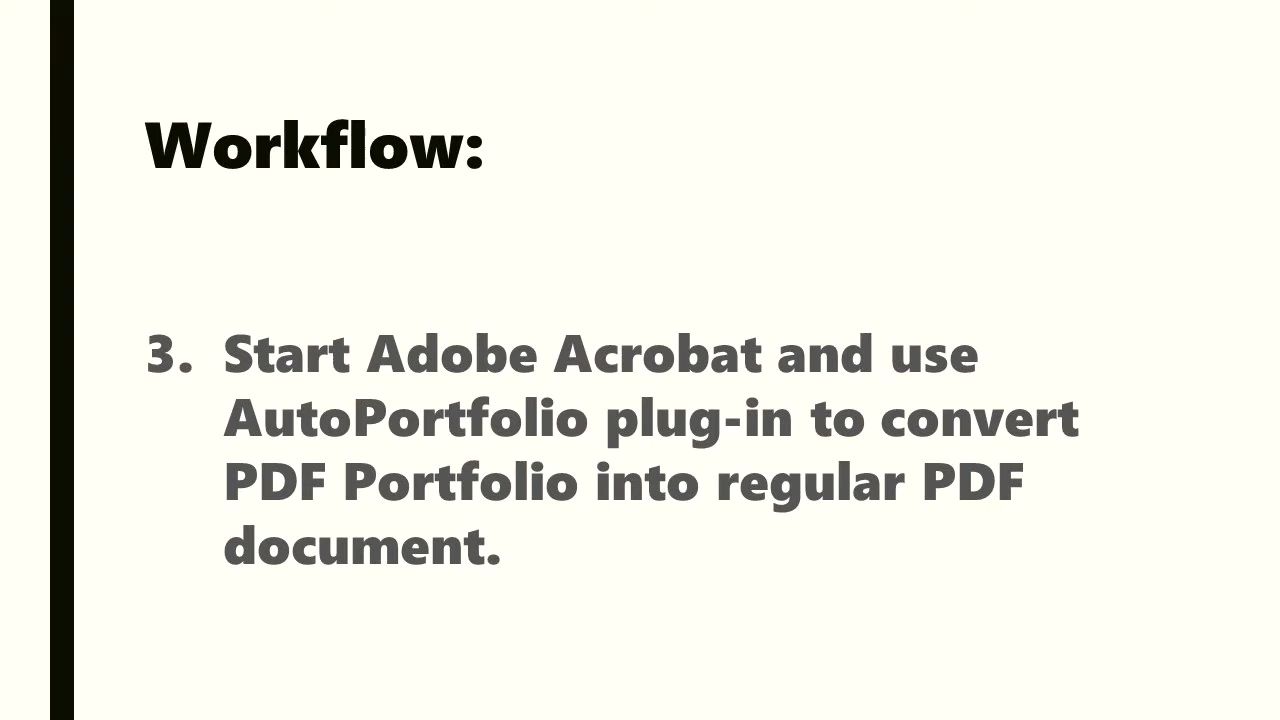 Workflow:
3. Start Adobe Acrobat and use
AutoPortfolio plug-in to convert
PDF Portfolio into regular PDF
document.